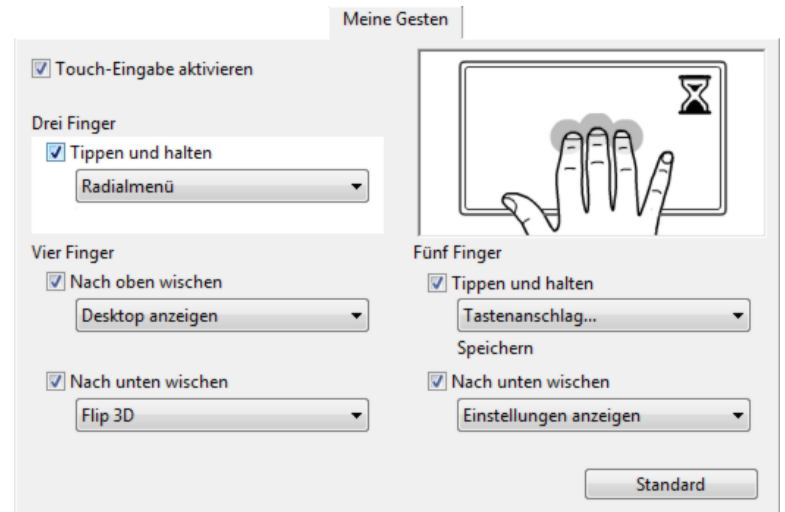 Meine Gesten
Touch-Eingabe aktivieren
Drei Finger
Tippen und halten
Radialmenü
Vier Finger
Nach oben wischen
Desktop anzeigen
Nach unten wischen
Flip 3D
Fünf Finger
Tippen und halten
Tastenanschlag...
Speichern
Nach unten wischen
Einstellungen anzeigen
Standard